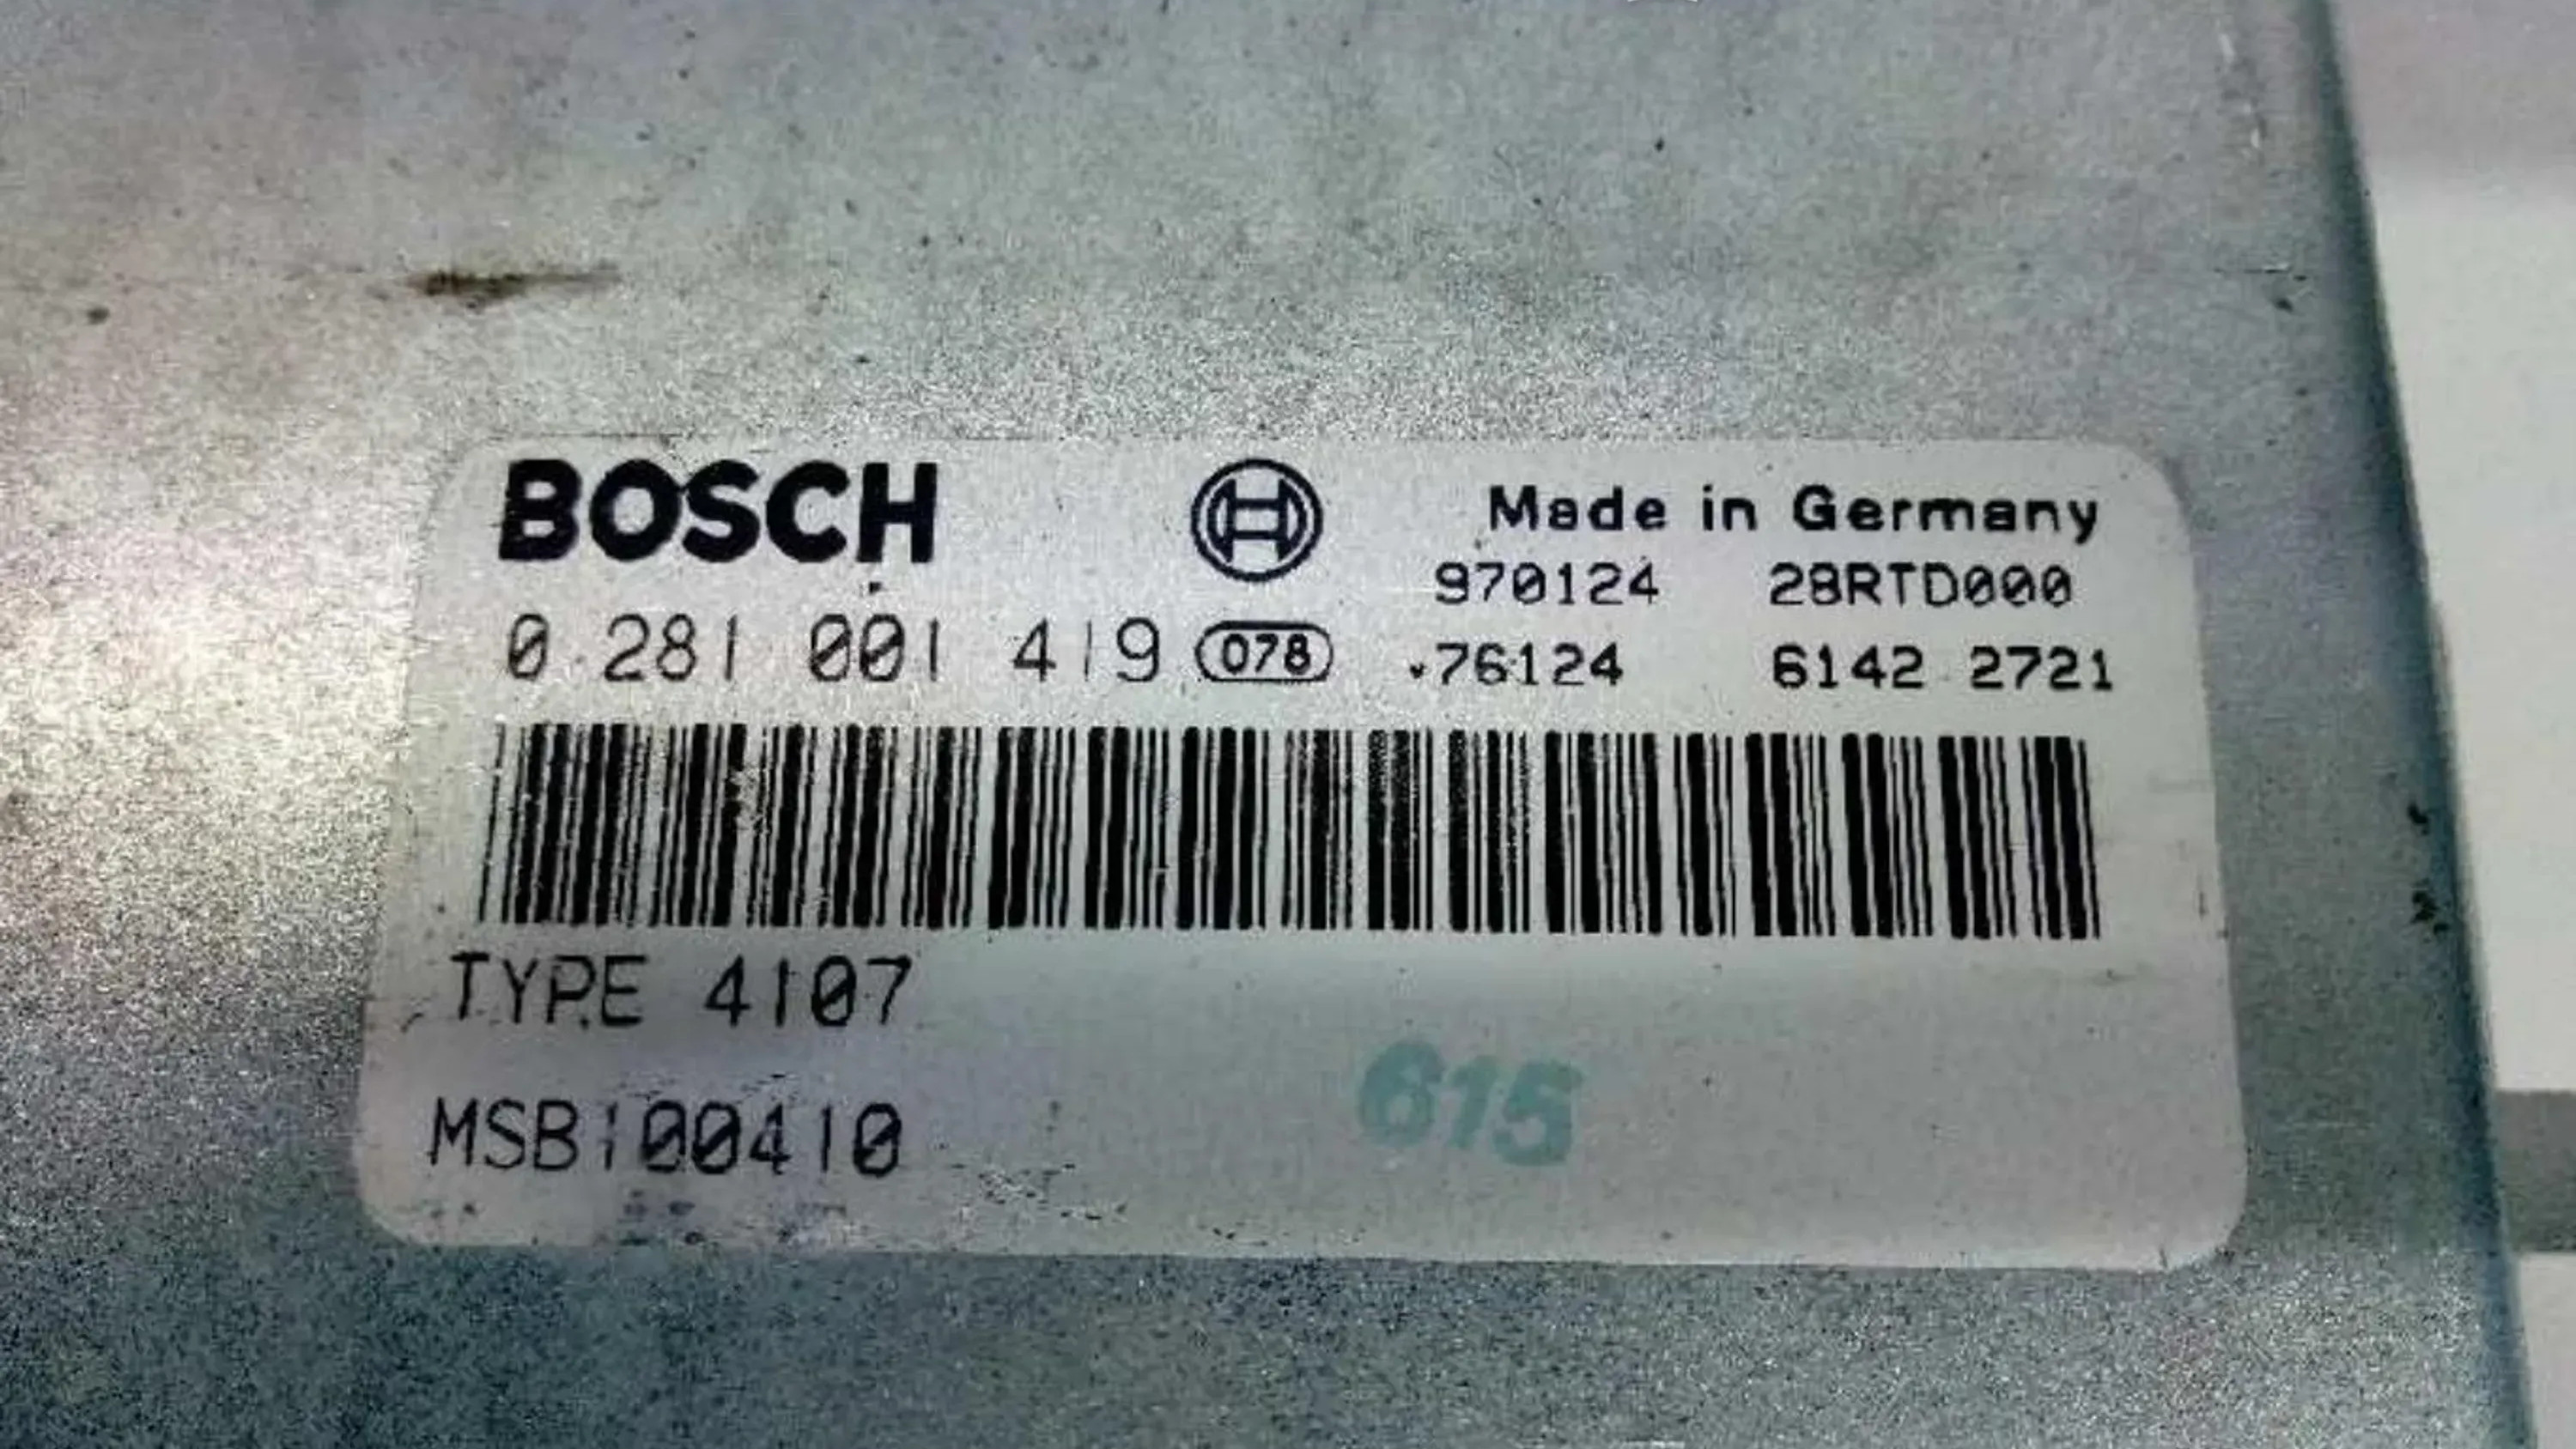 BOSCH
Made in Germany
970124 28RTD000
0 281 001 419 078
76124 6142 2721
TYPE 4107
MSB100410
615